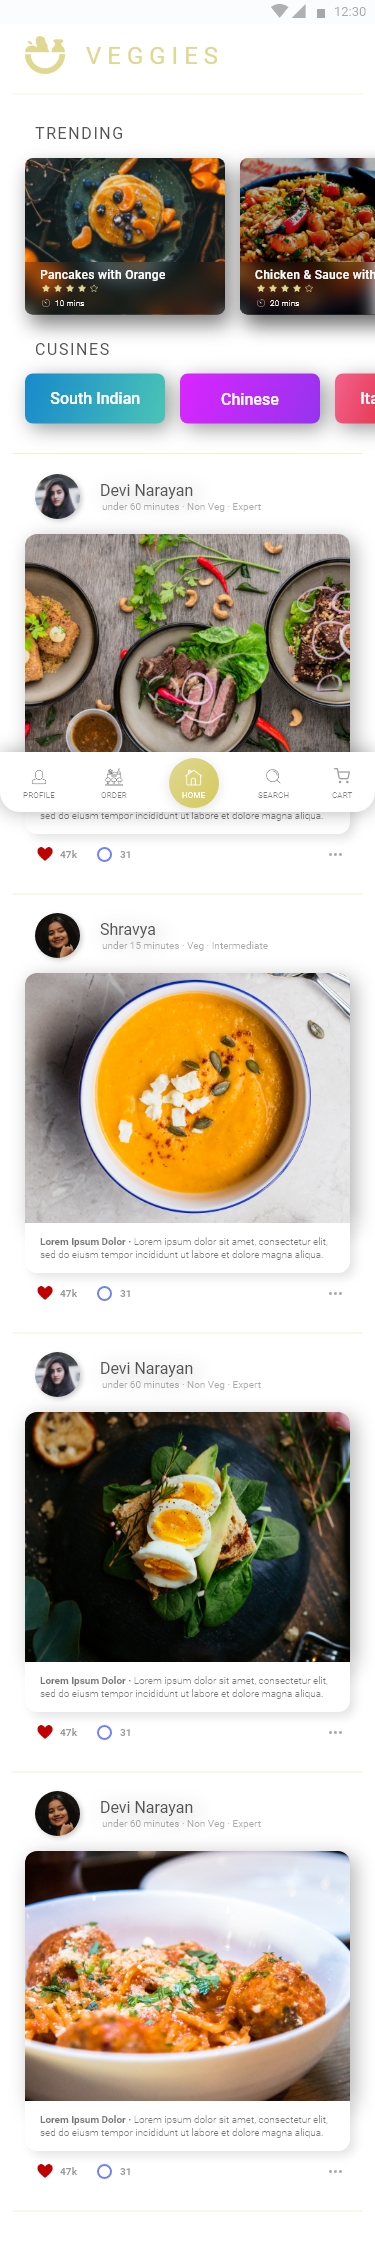 12:30
VEGGIES
TRENDING
Pancakes with Orange
10 mins
Chicken & Sauce with
20 mins
CUSINES
South Indian
Chinese
Ita
Devi Narayan
under 60 minutes · Non Veg · Expert
PROFILE
ORDER
HOME
SEARCH
CART
sed do eiusm tempor incididunt ut labore et dolore magna aliqua.
47k
31
Shravya
under 15 minutes · Veg · Intermediate
Lorem Ipsum Dolor · Lorem ipsum dolor sit amet, consectetur elit,
sed do eiusm tempor incididunt ut labore et dolore magna aliqua.
47k
31
Devi Narayan
under 60 minutes · Non Veg · Expert
Lorem Ipsum Dolor · Lorem ipsum dolor sit amet, consectetur elit,
sed do eiusm tempor incididunt ut labore et dolore magna aliqua.
47k
31
Devi Narayan
under 60 minutes · Non Veg · Expert
Lorem Ipsum Dolor · Lorem ipsum dolor sit amet, consectetur elit,
sed do eiusm tempor incididunt ut labore et dolore magna aliqua.
47k
31